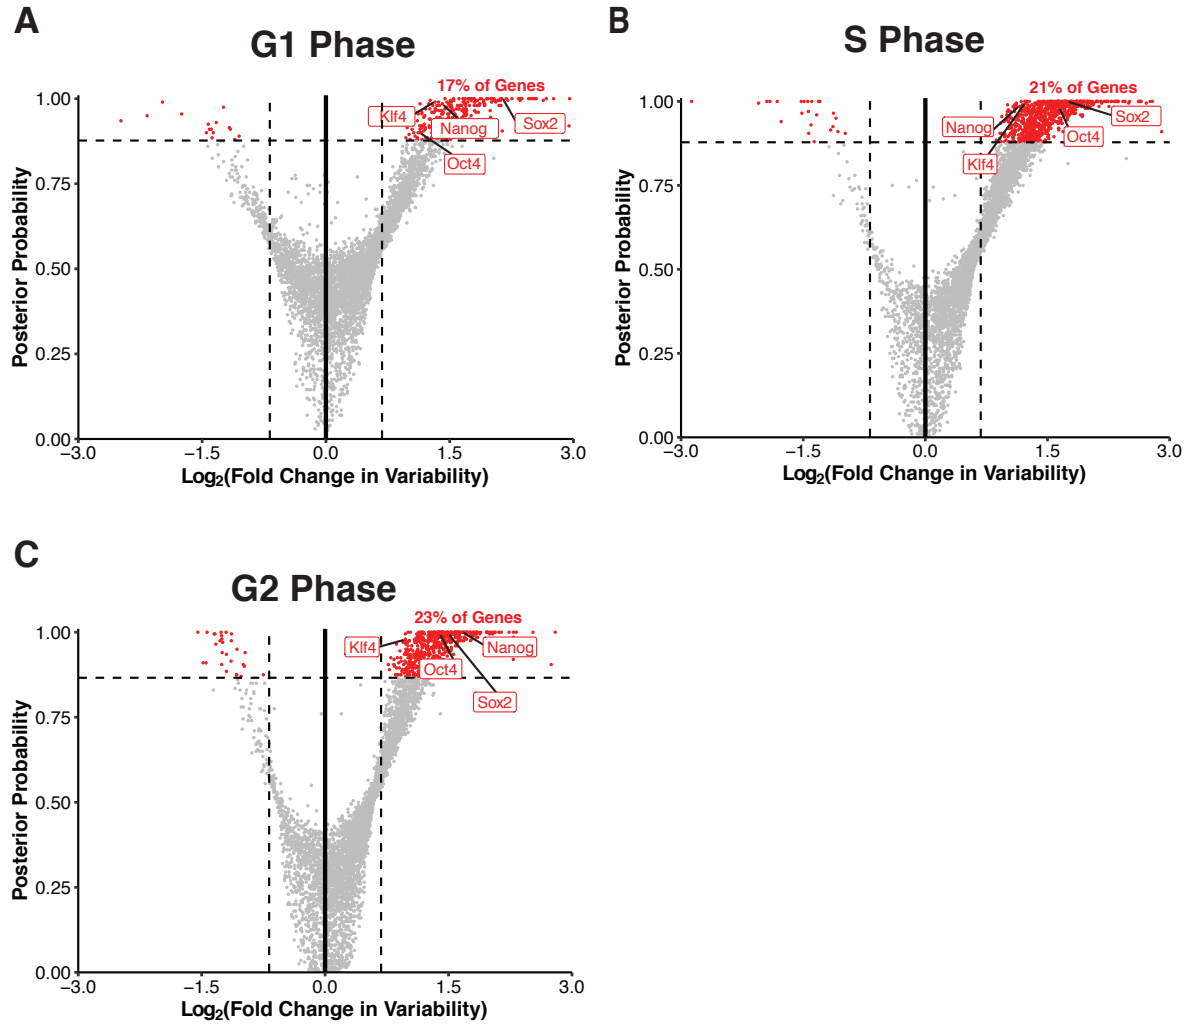 A
G1 Phase
17% of Genes
Klf4
Nanog
Sox2
Oct4
1.00
0.75
0.50
0.25
0.00
Posterior Probability
−3.0 −1.5 0.0 1.5 3.0
Log2(Fold Change in Variability)
B
S Phase
21% of Genes
Nanog
Sox2
Oct4
Klf4
1.00
0.75
0.50
0.25
0.00
Posterior Probability
−3.0 −1.5 0.0 1.5 3.0
Log2(Fold Change in Variability)
C
G2 Phase
23% of Genes
Klf4
Nanog
Oct4
Sox2
1.00
0.75
0.50
0.25
0.00
Posterior Probability
−3.0 −1.5 0.0 1.5 3.0
Log2(Fold Change in Variability)